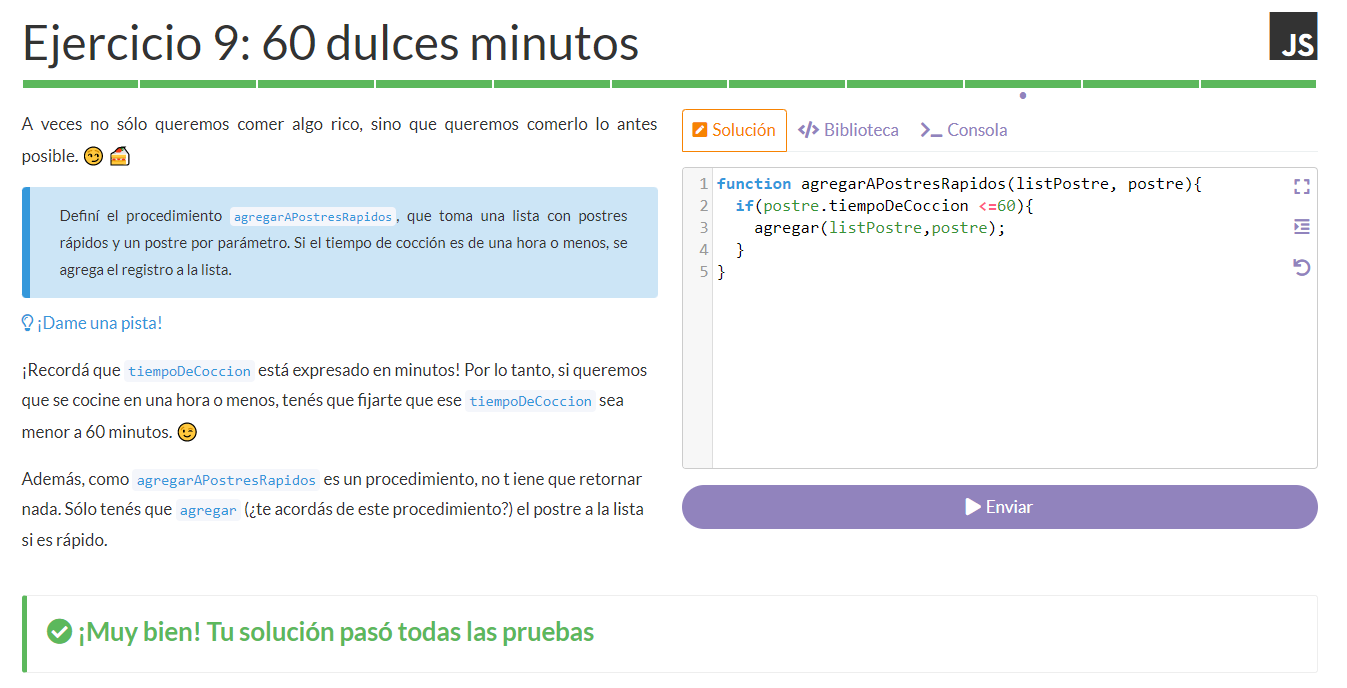 Ejercicio 9: 60 dulces minutos
JS
A veces no sólo queremos comer algo rico, sino que queremos comerlo lo antes
posible. 😏 🍰
Definí el procedimiento agregarAPostresRapidos, que toma una lista con postres
rápidos y un postre por parámetro. Si el tiempo de cocción es de una hora o menos, se
agrega el registro a la lista.
¡Dame una pista!
¡Recordá que tiempoDeCoccion está expresado en minutos! Por lo tanto, si queremos
que se cocine en una hora o menos, tenés que fijarte que ese tiempoDeCoccion sea
menor a 60 minutos. 😉
Además, como agregarAPostresRapidos es un procedimiento, no t iene que retornar
nada. Sólo tenés que agregar (¿te acordás de este procedimiento?) el postre a la lista
si es rápido.
Solución </> Biblioteca >_ Consola
1 function agregarAPostresRapidos(listPostre, postre){
2 if(postre.tiempoDeCoccion <=60){
3 agregar(listPostre,postre);
4 }
5 }
Enviar
¡Muy bien! Tu solución pasó todas las pruebas